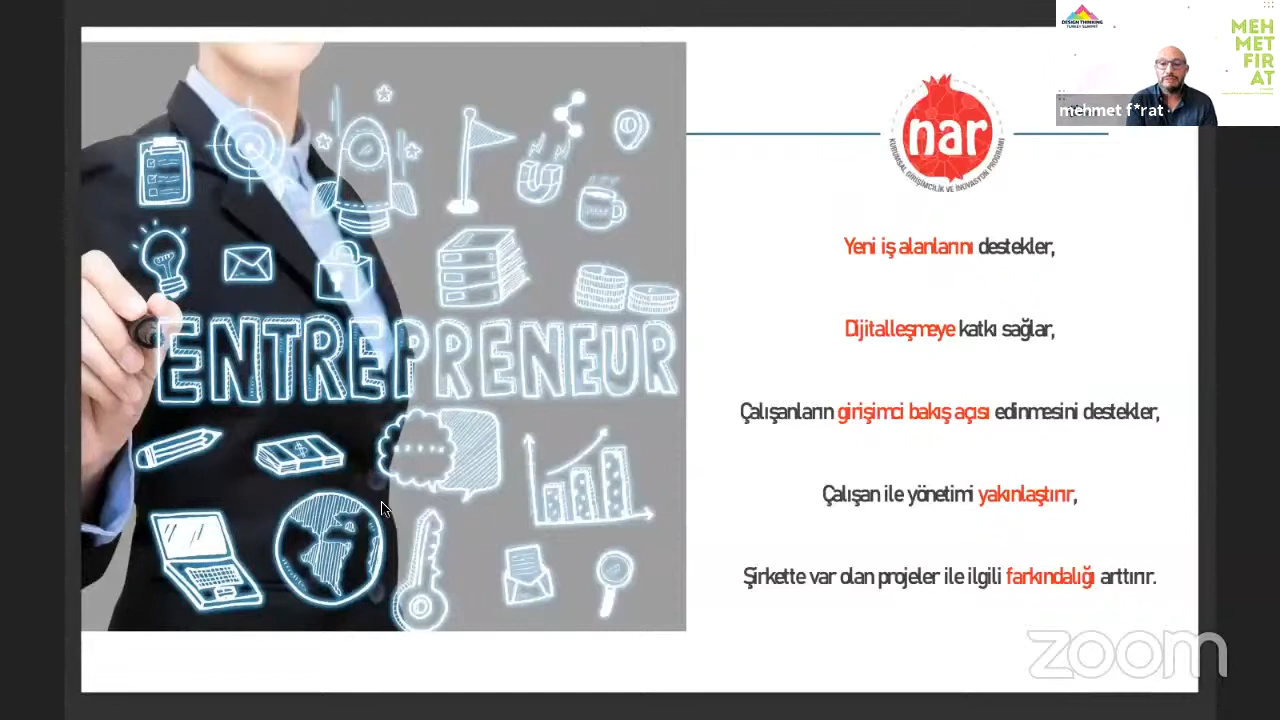 DESIGN THINKING
TURKEY SUMMIT
MEH
MET
FIR
AT
mehmet f*rat
nar
KURUMSAL GİRİŞİMCİLİK VE İNOVASYON PROGRAMI
ENTREPRENEUR
Yeni iş alanlarını destekler,
Dijitalleşmeye katkı sağlar,
Çalışanların girişimci bakış açısı edinmesini destekler,
Çalışan ile yönetimi yakınlaştırır,
Şirkette var olan projeler ile ilgili farkındalığı arttırır.
zoom